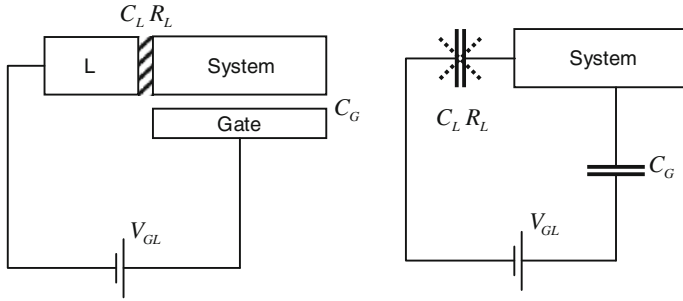 C_L R_L
L
System
Gate
C_G
V_GL
System
C_L R_L
C_G
V_GL